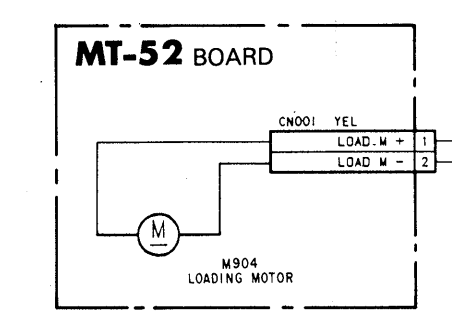 MT-52 BOARD
CN001 YEL
LOAD M + 1
LOAD M - 2
M
M904
LOADING MOTOR